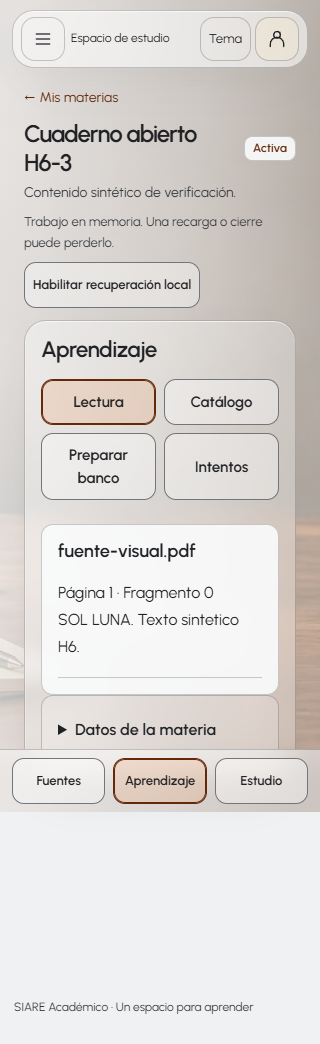 Espacio de estudio
Tema
← Mis materias
Cuaderno abierto
H6-3
Activa
Contenido sintético de verificación.
Trabajo en memoria. Una recarga o cierre
puede perderlo.
Habilitar recuperación local
Aprendizaje
Lectura
Catálogo
Preparar
banco
Intentos
fuente-visual.pdf
Página 1 · Fragmento 0
SOL LUNA. Texto sintetico
H6.
▶ Datos de la materia
Fuentes
Aprendizaje
Estudio
SIARE Académico · Un espacio para aprender